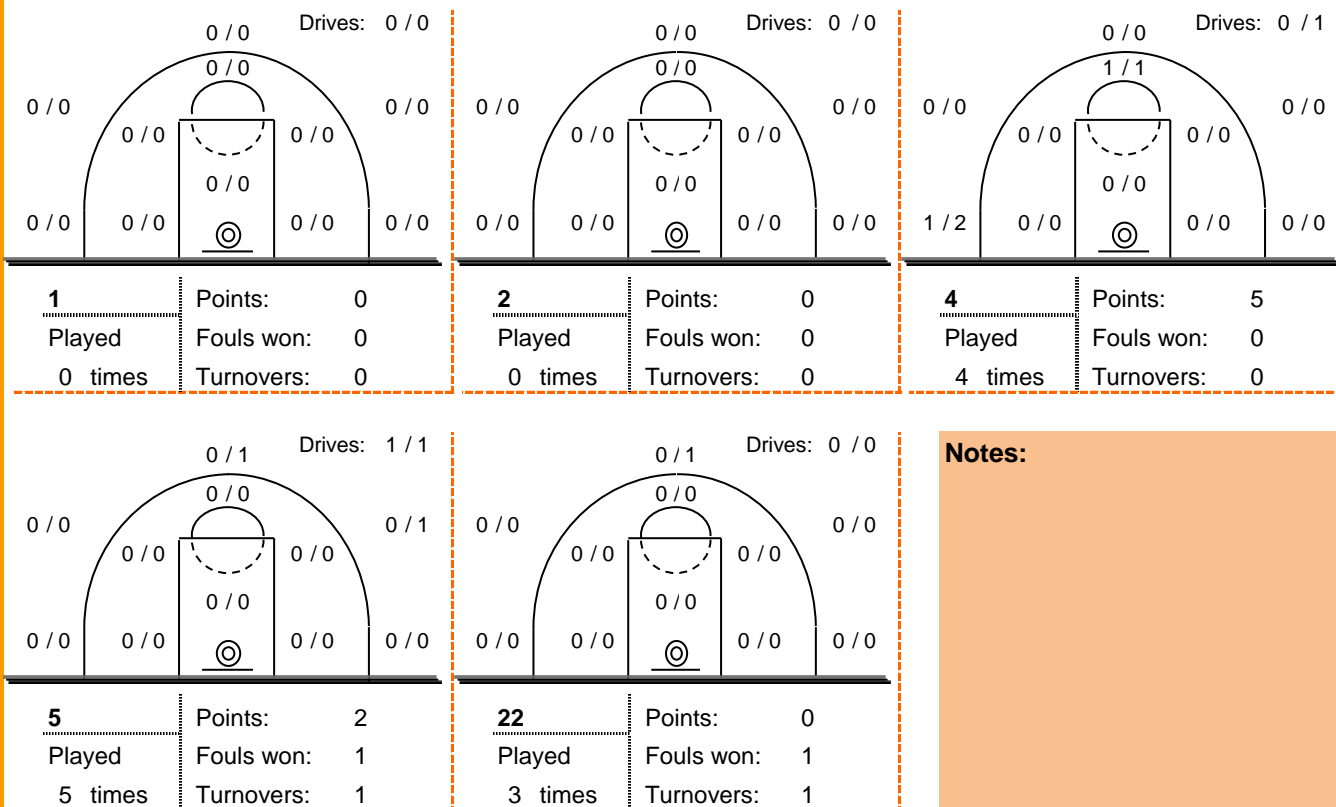 0 / 0 Drives: 0 / 0
0 / 0
0 / 0 0 / 0
0 / 0 0 / 0
0 / 0
0 / 0 0 / 0 0 / 0 0 / 0
1 Points: 0
Played Fouls won: 0
0 times Turnovers: 0
0 / 0 Drives: 0 / 0
0 / 0
0 / 0 0 / 0
0 / 0 0 / 0
0 / 0
0 / 0 0 / 0 0 / 0 0 / 0
2 Points: 0
Played Fouls won: 0
0 times Turnovers: 0
0 / 0 Drives: 0 / 1
1 / 1
0 / 0 0 / 0
0 / 0 0 / 0
0 / 0
1 / 2 0 / 0 0 / 0 0 / 0
4 Points: 5
Played Fouls won: 0
4 times Turnovers: 0
0 / 1 Drives: 1 / 1
0 / 0
0 / 0 0 / 1
0 / 0 0 / 0
0 / 0
0 / 0 0 / 0 0 / 0 0 / 0
5 Points: 2
Played Fouls won: 1
5 times Turnovers: 1
0 / 1 Drives: 0 / 0
0 / 0
0 / 0 0 / 0
0 / 0 0 / 0
0 / 0
0 / 0 0 / 0 0 / 0 0 / 0
22 Points: 0
Played Fouls won: 1
3 times Turnovers: 1
Notes: